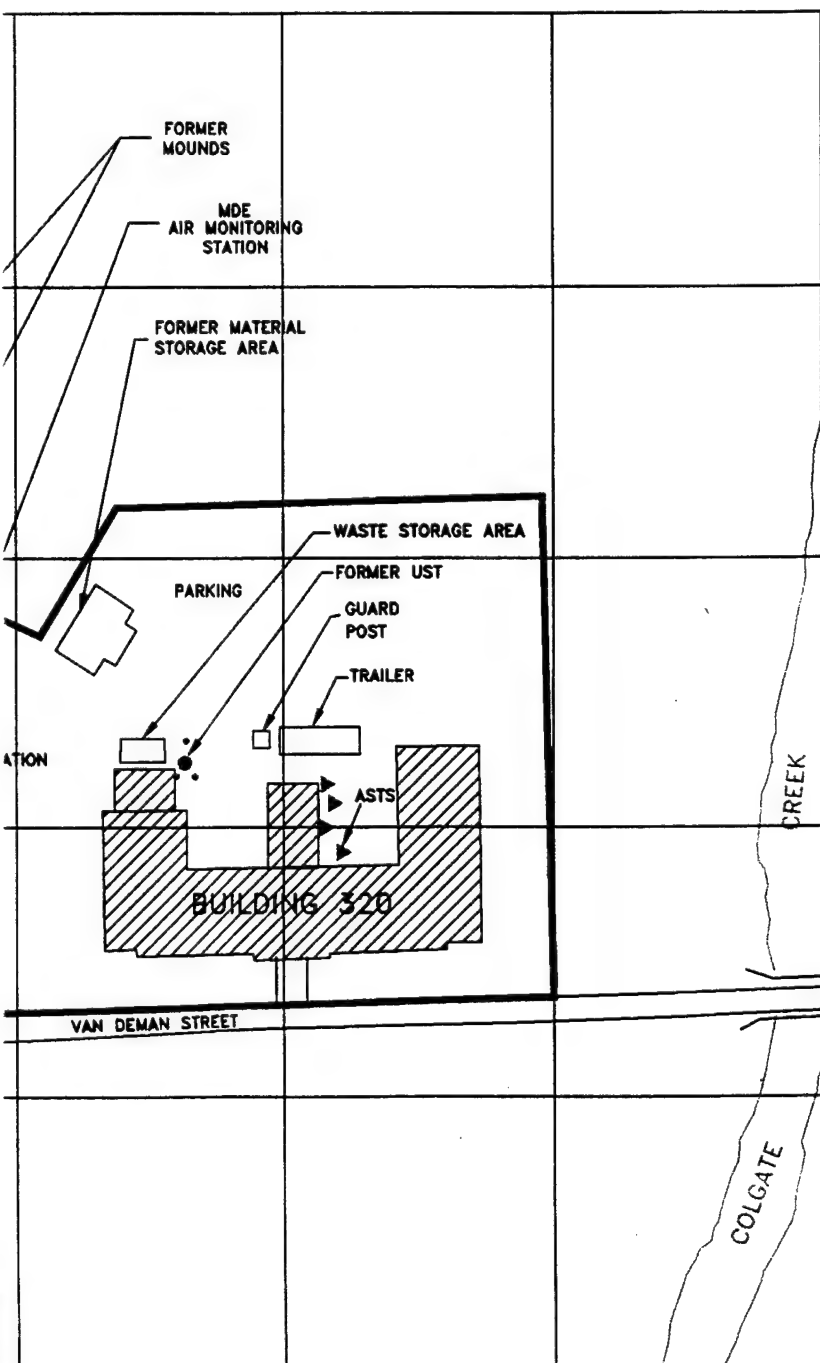 FORMER
MOUNDS
MDE
AIR MONITORING
STATION
FORMER MATERIAL
STORAGE AREA
WASTE STORAGE AREA
FORMER UST
PARKING
GUARD
POST
TRAILER
ATION
ASTS
CREEK
BUILDING 320
VAN DEMAN STREET
COLGATE